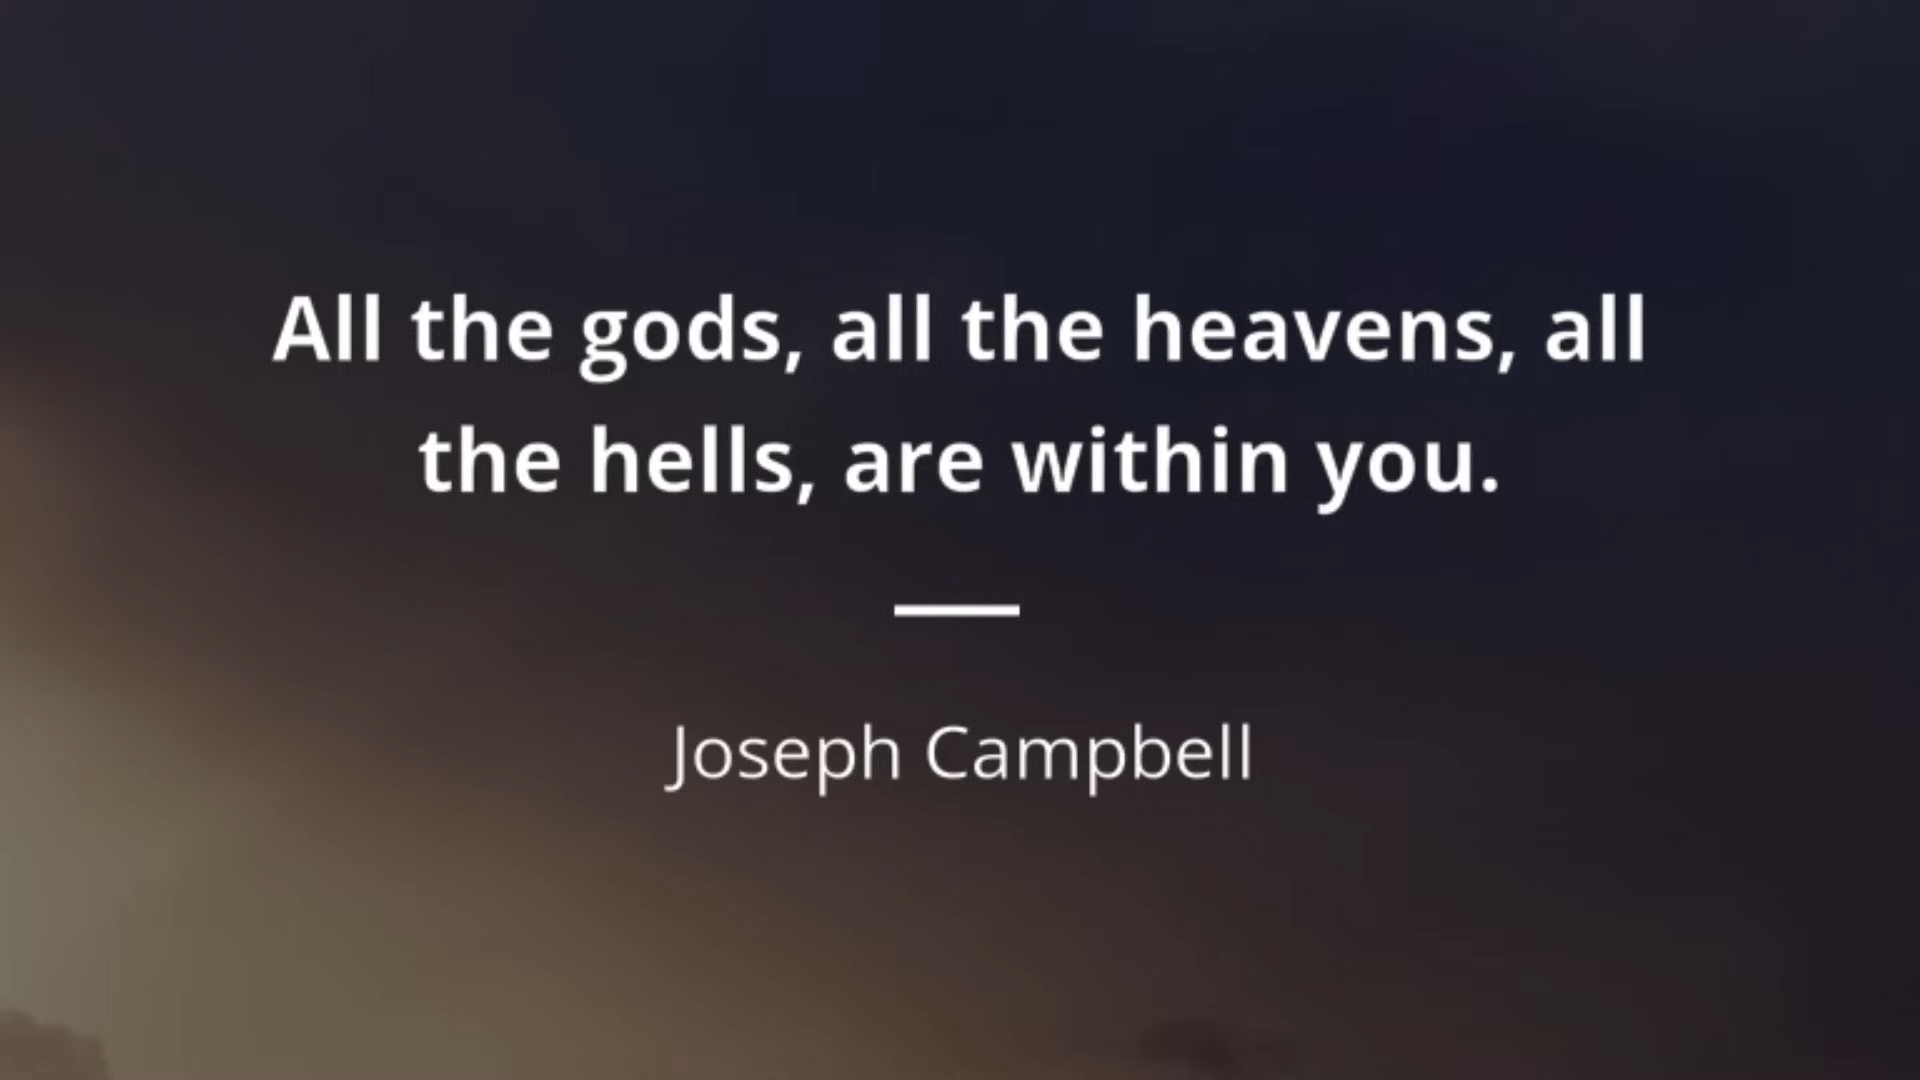 All the gods, all the heavens, all
the hells, are within you.
Joseph Campbell